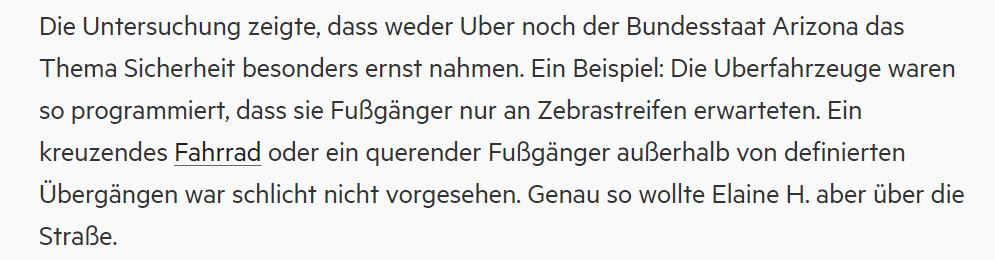 Die Untersuchung zeigte, dass weder Uber noch der Bundesstaat Arizona das
Thema Sicherheit besonders ernst nahmen. Ein Beispiel: Die Uberfahrzeuge waren
so programmiert, dass sie Fußgänger nur an Zebrastreifen erwarteten. Ein
kreuzendes Fahrrad oder ein querender Fußgänger außerhalb von definierten
Übergängen war schlicht nicht vorgesehen. Genau so wollte Elaine H. aber über die
Straße.